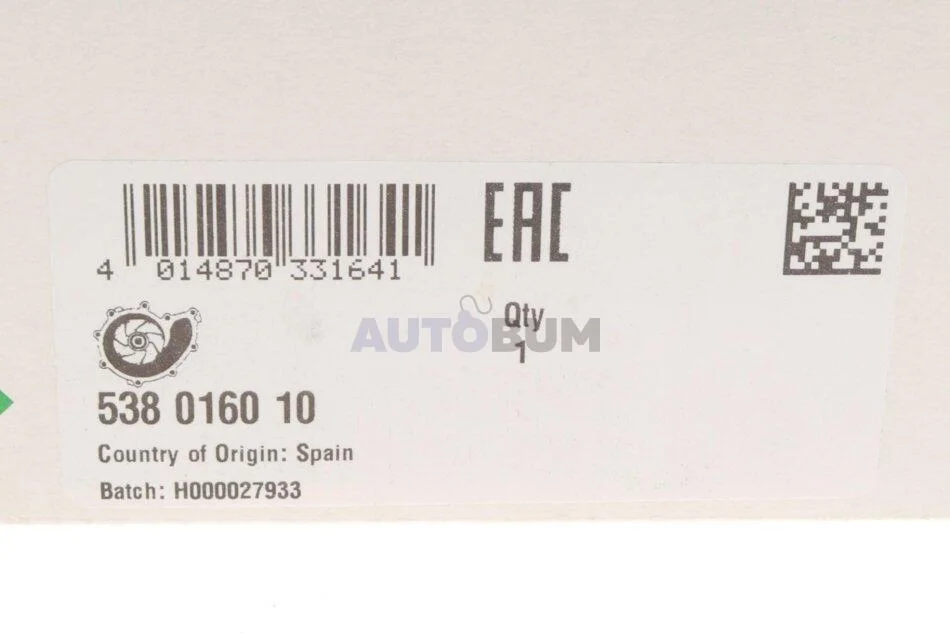 EAC
4 014870 331641
Qty
1
AUTOBUM
538 0160 10
Country of Origin: Spain
Batch: H000027933